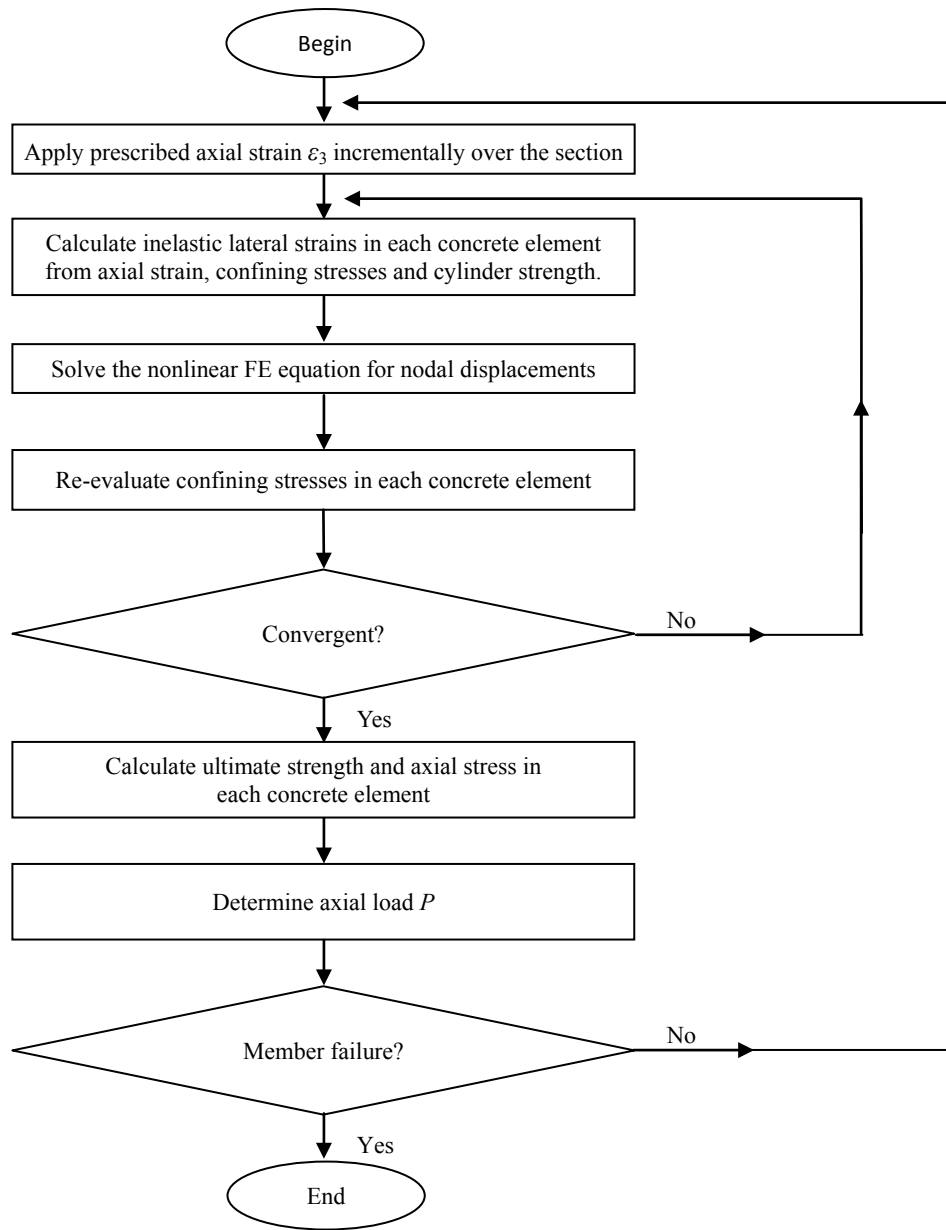 Begin
Apply prescribed axial strain ε₃ incrementally over the section
Calculate inelastic lateral strains in each concrete element
from axial strain, confining stresses and cylinder strength.
Solve the nonlinear FE equation for nodal displacements
Re-evaluate confining stresses in each concrete element
Convergent?
No
Yes
Calculate ultimate strength and axial stress in
each concrete element
Determine axial load P
Member failure?
No
Yes
End